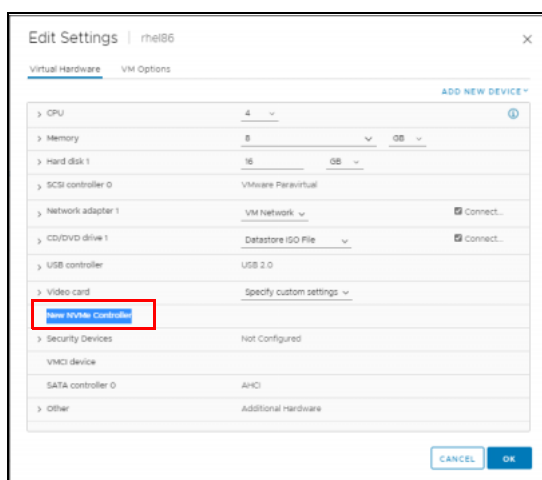 Edit Settings | rhel86
Virtual Hardware VM Options
ADD NEW DEVICE
CPU 4
Memory 8 GB
Hard disk 1 16 GB
SCSI controller 0 VMware Paravirtual
Network adapter 1 VM Network Connect...
CD/DVD drive 1 Datastore ISO File Connect...
USB controller USB 2.0
Video card Specify custom settings
New NVMe Controller
Security Devices Not Configured
VMCI device
SATA controller 0 AHCI
Other Additional Hardware
CANCEL OK